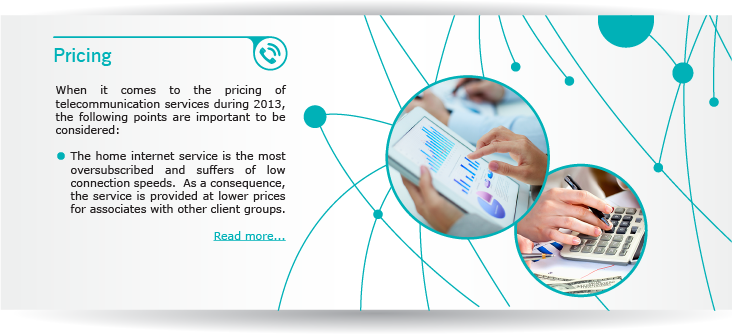 Pricing
When it comes to the pricing of
telecommunication services during 2013,
the following points are important to be
considered:
The home internet service is the most
oversubscribed and suffers of low
connection speeds. As a consequence,
the service is provided at lower prices
for associates with other client groups.
Read more...